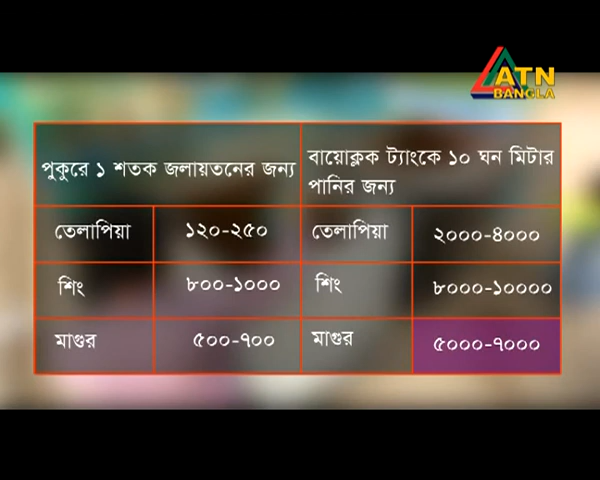 ATN
BANGLA
পুকুরে ১ শতক জলায়তনের জন্য
বায়োক্লক ট্যাংকে ১০ ঘন মিটার
পানির জন্য
তেলাপিয়া ১২০-২৫০ তেলাপিয়া ২০০০-৪০০০
শিং ৮০০-১০০০ শিং ৮০০০-১০০০০
মাগুর ৫০০-৭০০ মাগুর ৫০০০-৭০০০